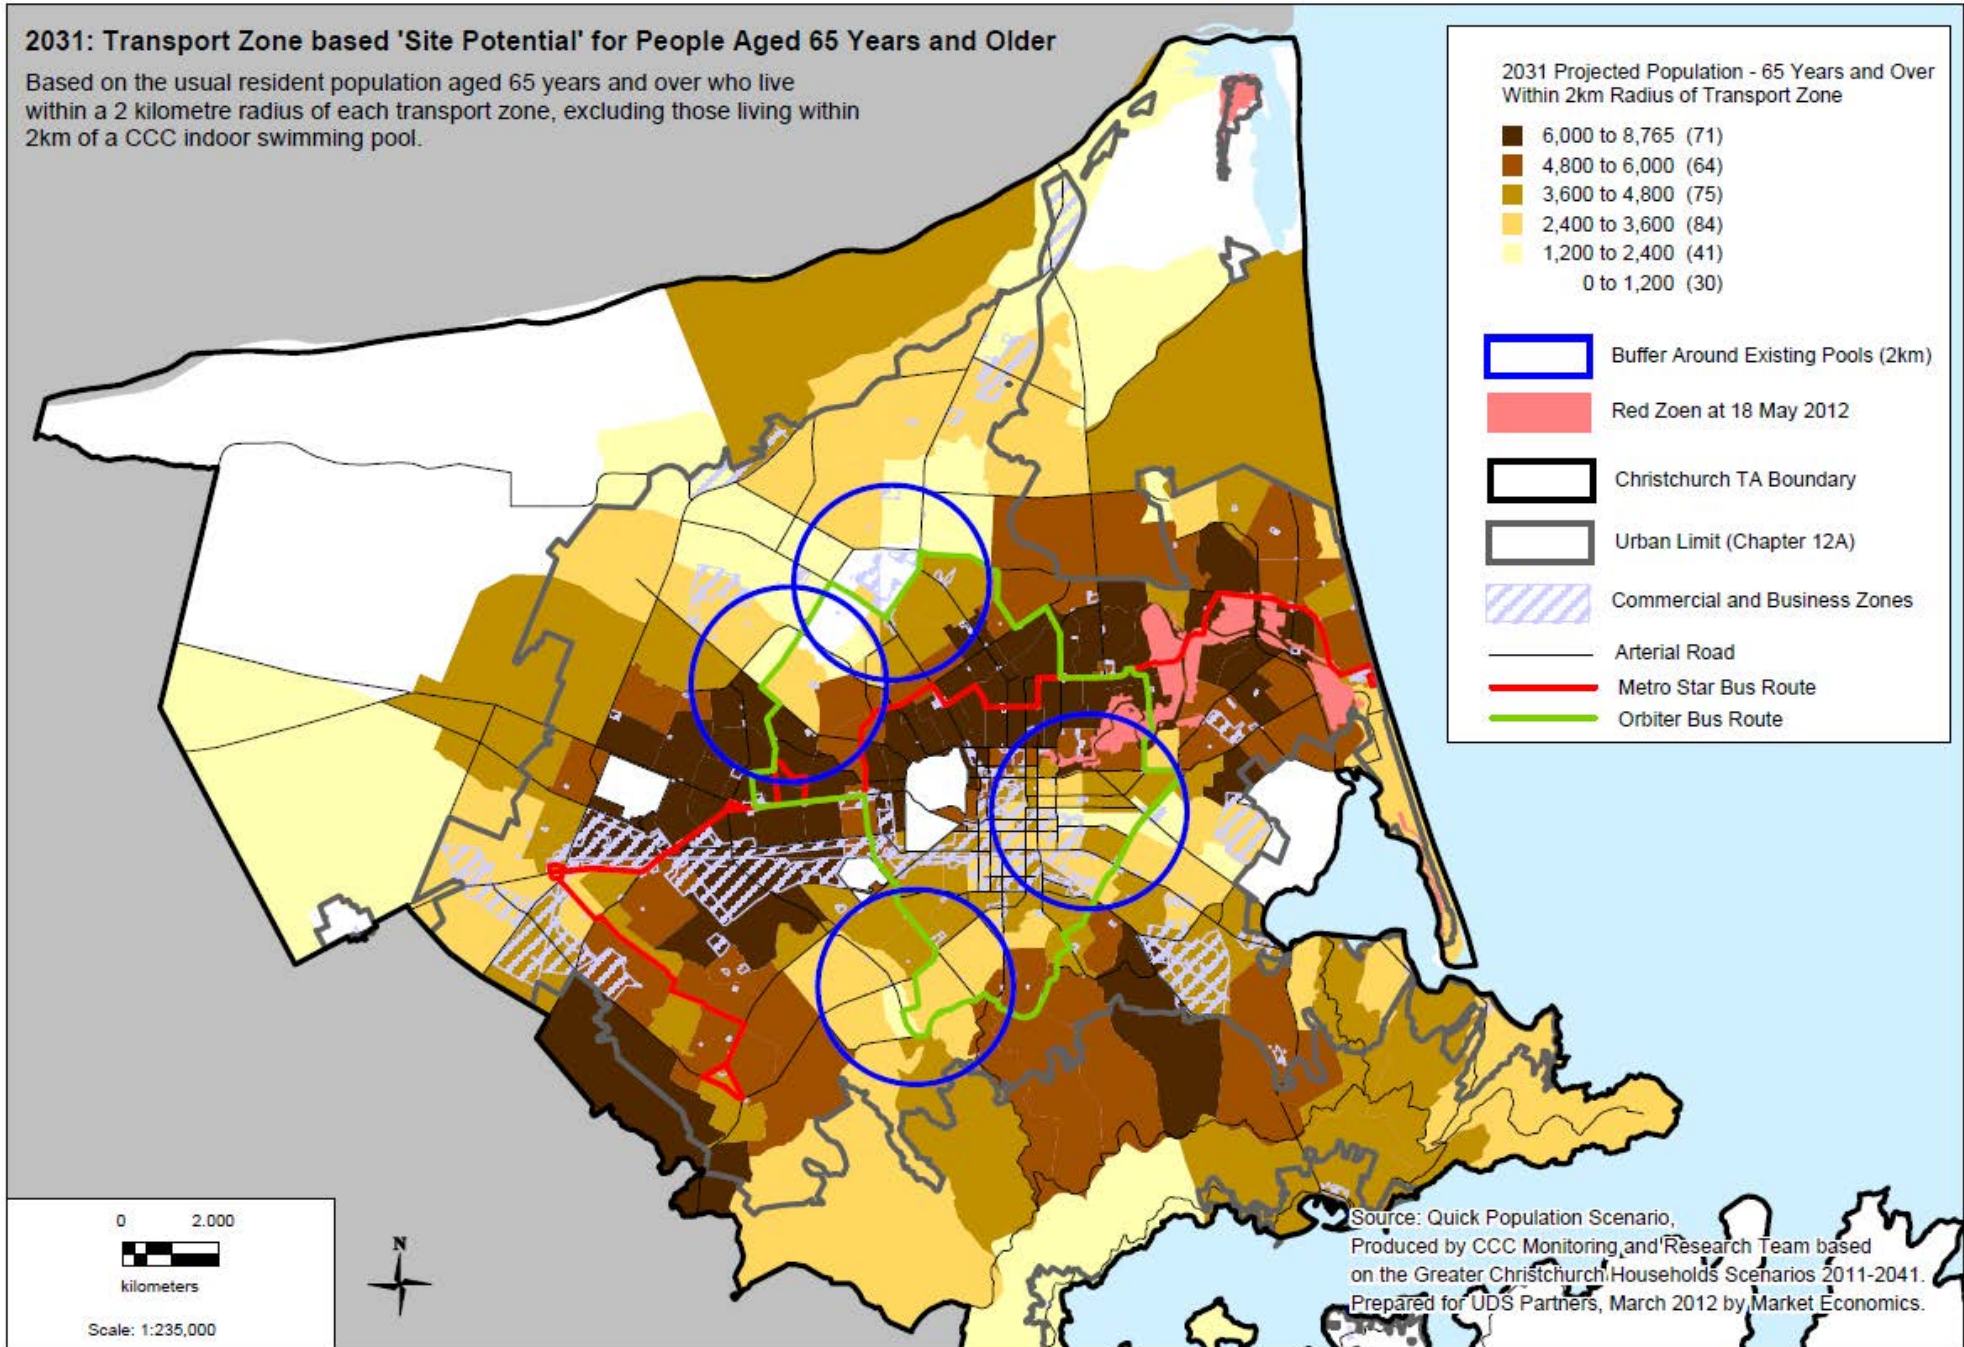 2031: Transport Zone based 'Site Potential' for People Aged 65 Years and Older
Based on the usual resident population aged 65 years and over who live
within a 2 kilometre radius of each transport zone, excluding those living within
2km of a CCC indoor swimming pool.
2031 Projected Population - 65 Years and Over
Within 2km Radius of Transport Zone
6,000 to 8,765 (71)
4,800 to 6,000 (64)
3,600 to 4,800 (75)
2,400 to 3,600 (84)
1,200 to 2,400 (41)
0 to 1,200 (30)
Buffer Around Existing Pools (2km)
Red Zoen at 18 May 2012
Christchurch TA Boundary
Urban Limit (Chapter 12A)
Commercial and Business Zones
Arterial Road
Metro Star Bus Route
Orbiter Bus Route
0 2.000
kilometers
Scale: 1:235,000
N
Source: Quick Population Scenario,
Produced by CCC Monitoring and Research Team based
on the Greater Christchurch Households Scenarios 2011-2041.
Prepared for UDS Partners, March 2012 by Market Economics.